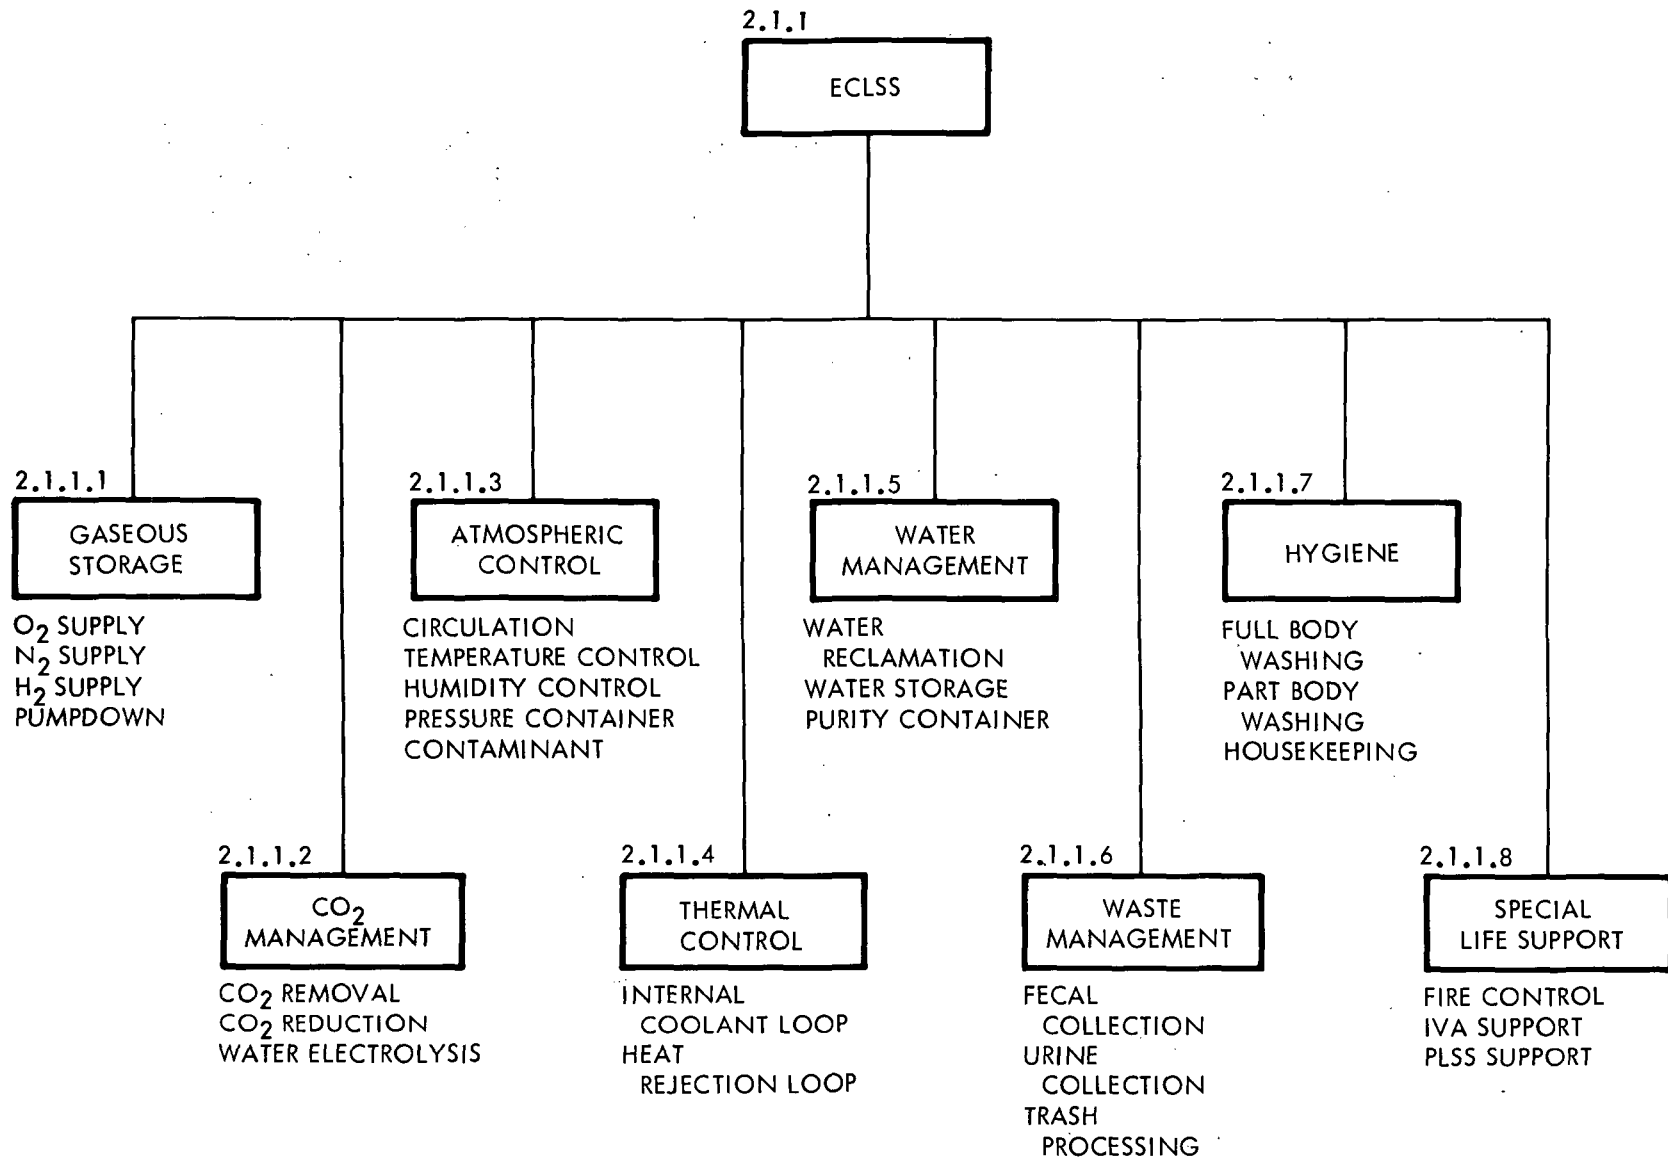 2.1.1
ECLSS
2.1.1.1
GASEOUS
STORAGE
O2 SUPPLY
N2 SUPPLY
H2 SUPPLY
PUMPDOWN
2.1.1.2
CO2
MANAGEMENT
CO2 REMOVAL
CO2 REDUCTION
WATER ELECTROLYSIS
2.1.1.3
ATMOSPHERIC
CONTROL
CIRCULATION
TEMPERATURE CONTROL
HUMIDITY CONTROL
PRESSURE CONTAINER
CONTAMINANT
2.1.1.4
THERMAL
CONTROL
INTERNAL
COOLANT LOOP
HEAT
REJECTION LOOP
2.1.1.5
WATER
MANAGEMENT
WATER
RECLAMATION
WATER STORAGE
PURITY CONTAINER
2.1.1.6
WASTE
MANAGEMENT
FECAL
COLLECTION
URINE
COLLECTION
TRASH
PROCESSING
2.1.1.7
HYGIENE
FULL BODY
WASHING
PART BODY
WASHING
HOUSEKEEPING
2.1.1.8
SPECIAL
LIFE SUPPORT
FIRE CONTROL
IVA SUPPORT
PLSS SUPPORT